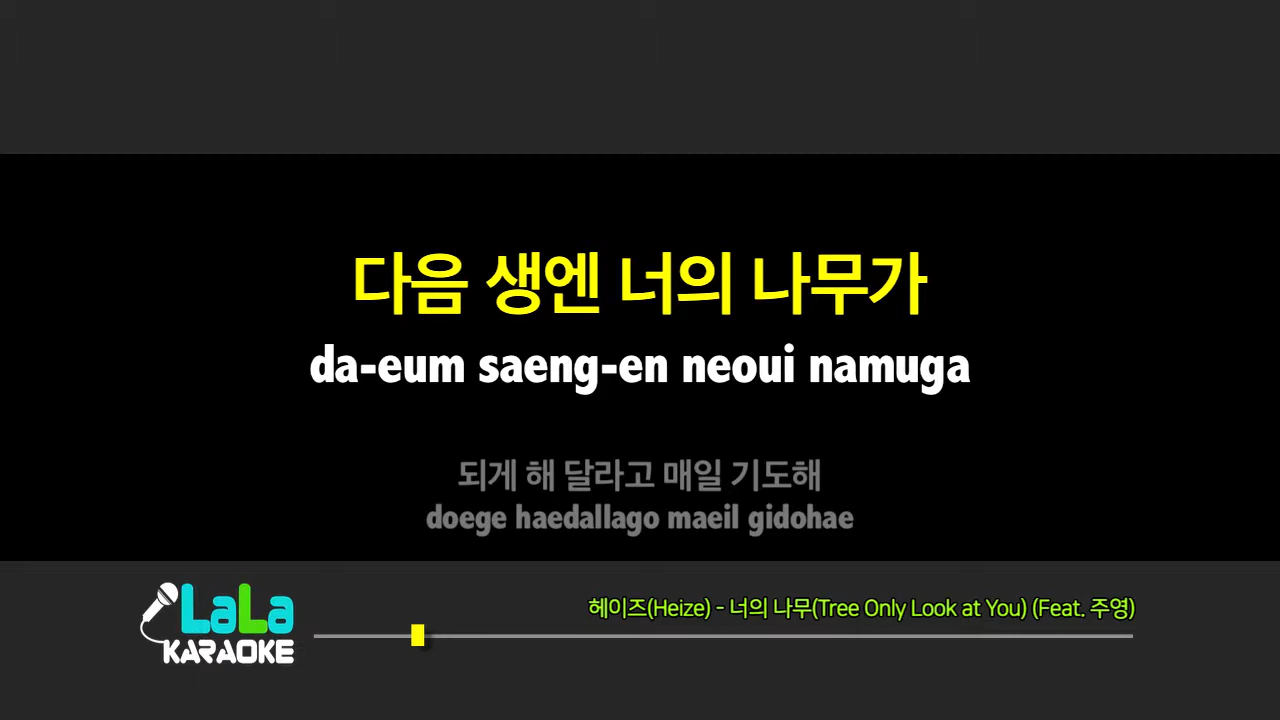 다음 생엔 너의 나무가
da-eum saeng-en neoui namuga
되게 해 달라고 매일 기도해
doege haedallago maeil gidohae
헤이즈(Heize) - 너의 나무(Tree Only Look at You) (Feat. 주영)
LaLa
KARAOKE